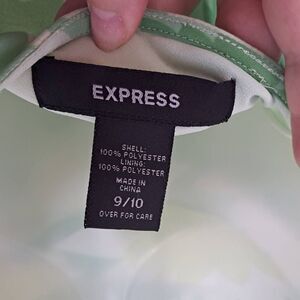 EXPRESS
SHELL:
100% POLYESTER
LINING:
100% POLYESTER
MADE IN
CHINA
9/10
OVER FOR CARE